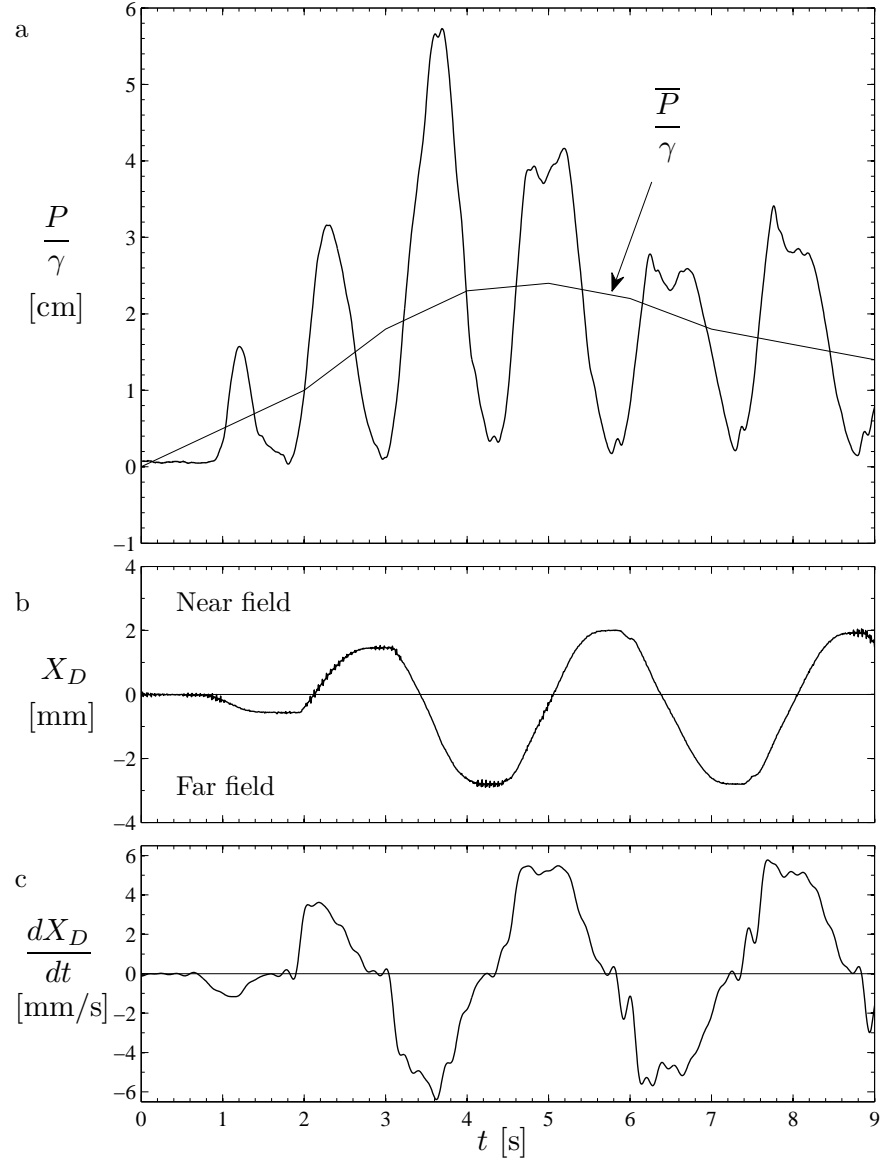 a
6
5
4
3
2
1
0
−1
P
γ
[cm]
P̅
γ
b
4
2
0
−2
−4
X_D
[mm]
Near field
Far field
c
6
4
2
0
−2
−4
−6
dX_D
dt
[mm/s]
0 1 2 3 4 5 6 7 8 9
t [s]